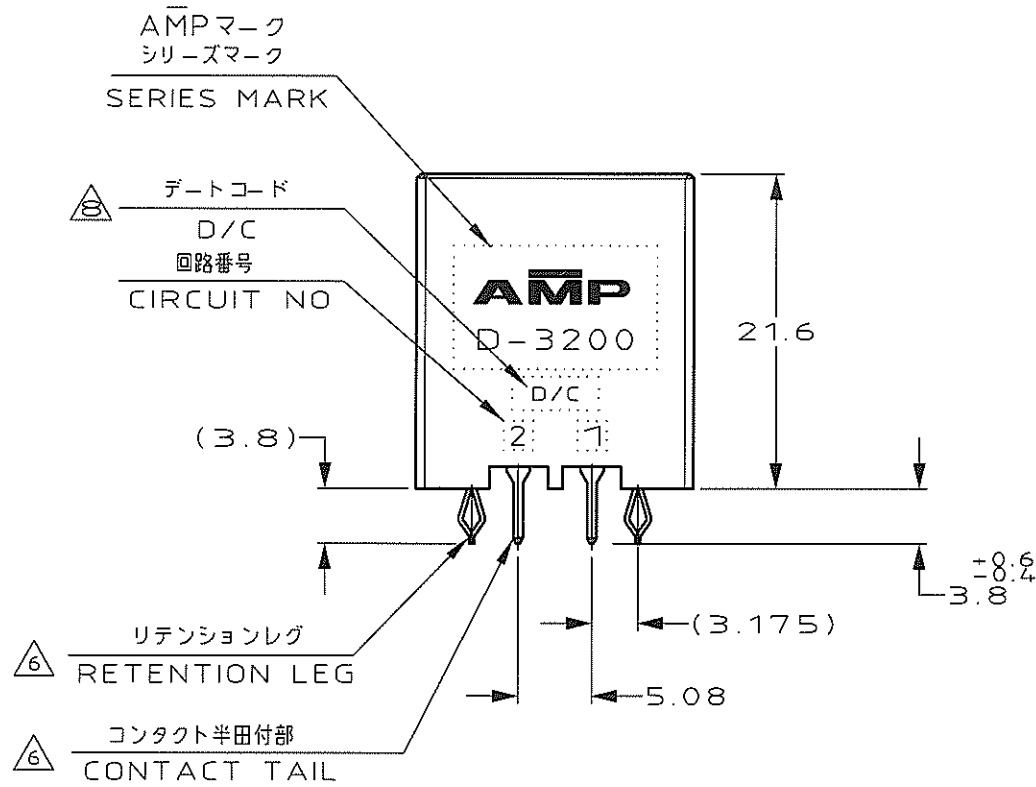 AMPマーク
シリーズマーク
SERIES MARK
8
デートコード
D/C
回路番号
CIRCUIT NO
AMP
D-3200
D/C
2 1
21.6
(3.8)
+0.6
-0.4
3.8
(3.175)
5.08
6
リテンションレグ
RETENTION LEG
6
コンタクト半田付部
CONTACT TAIL